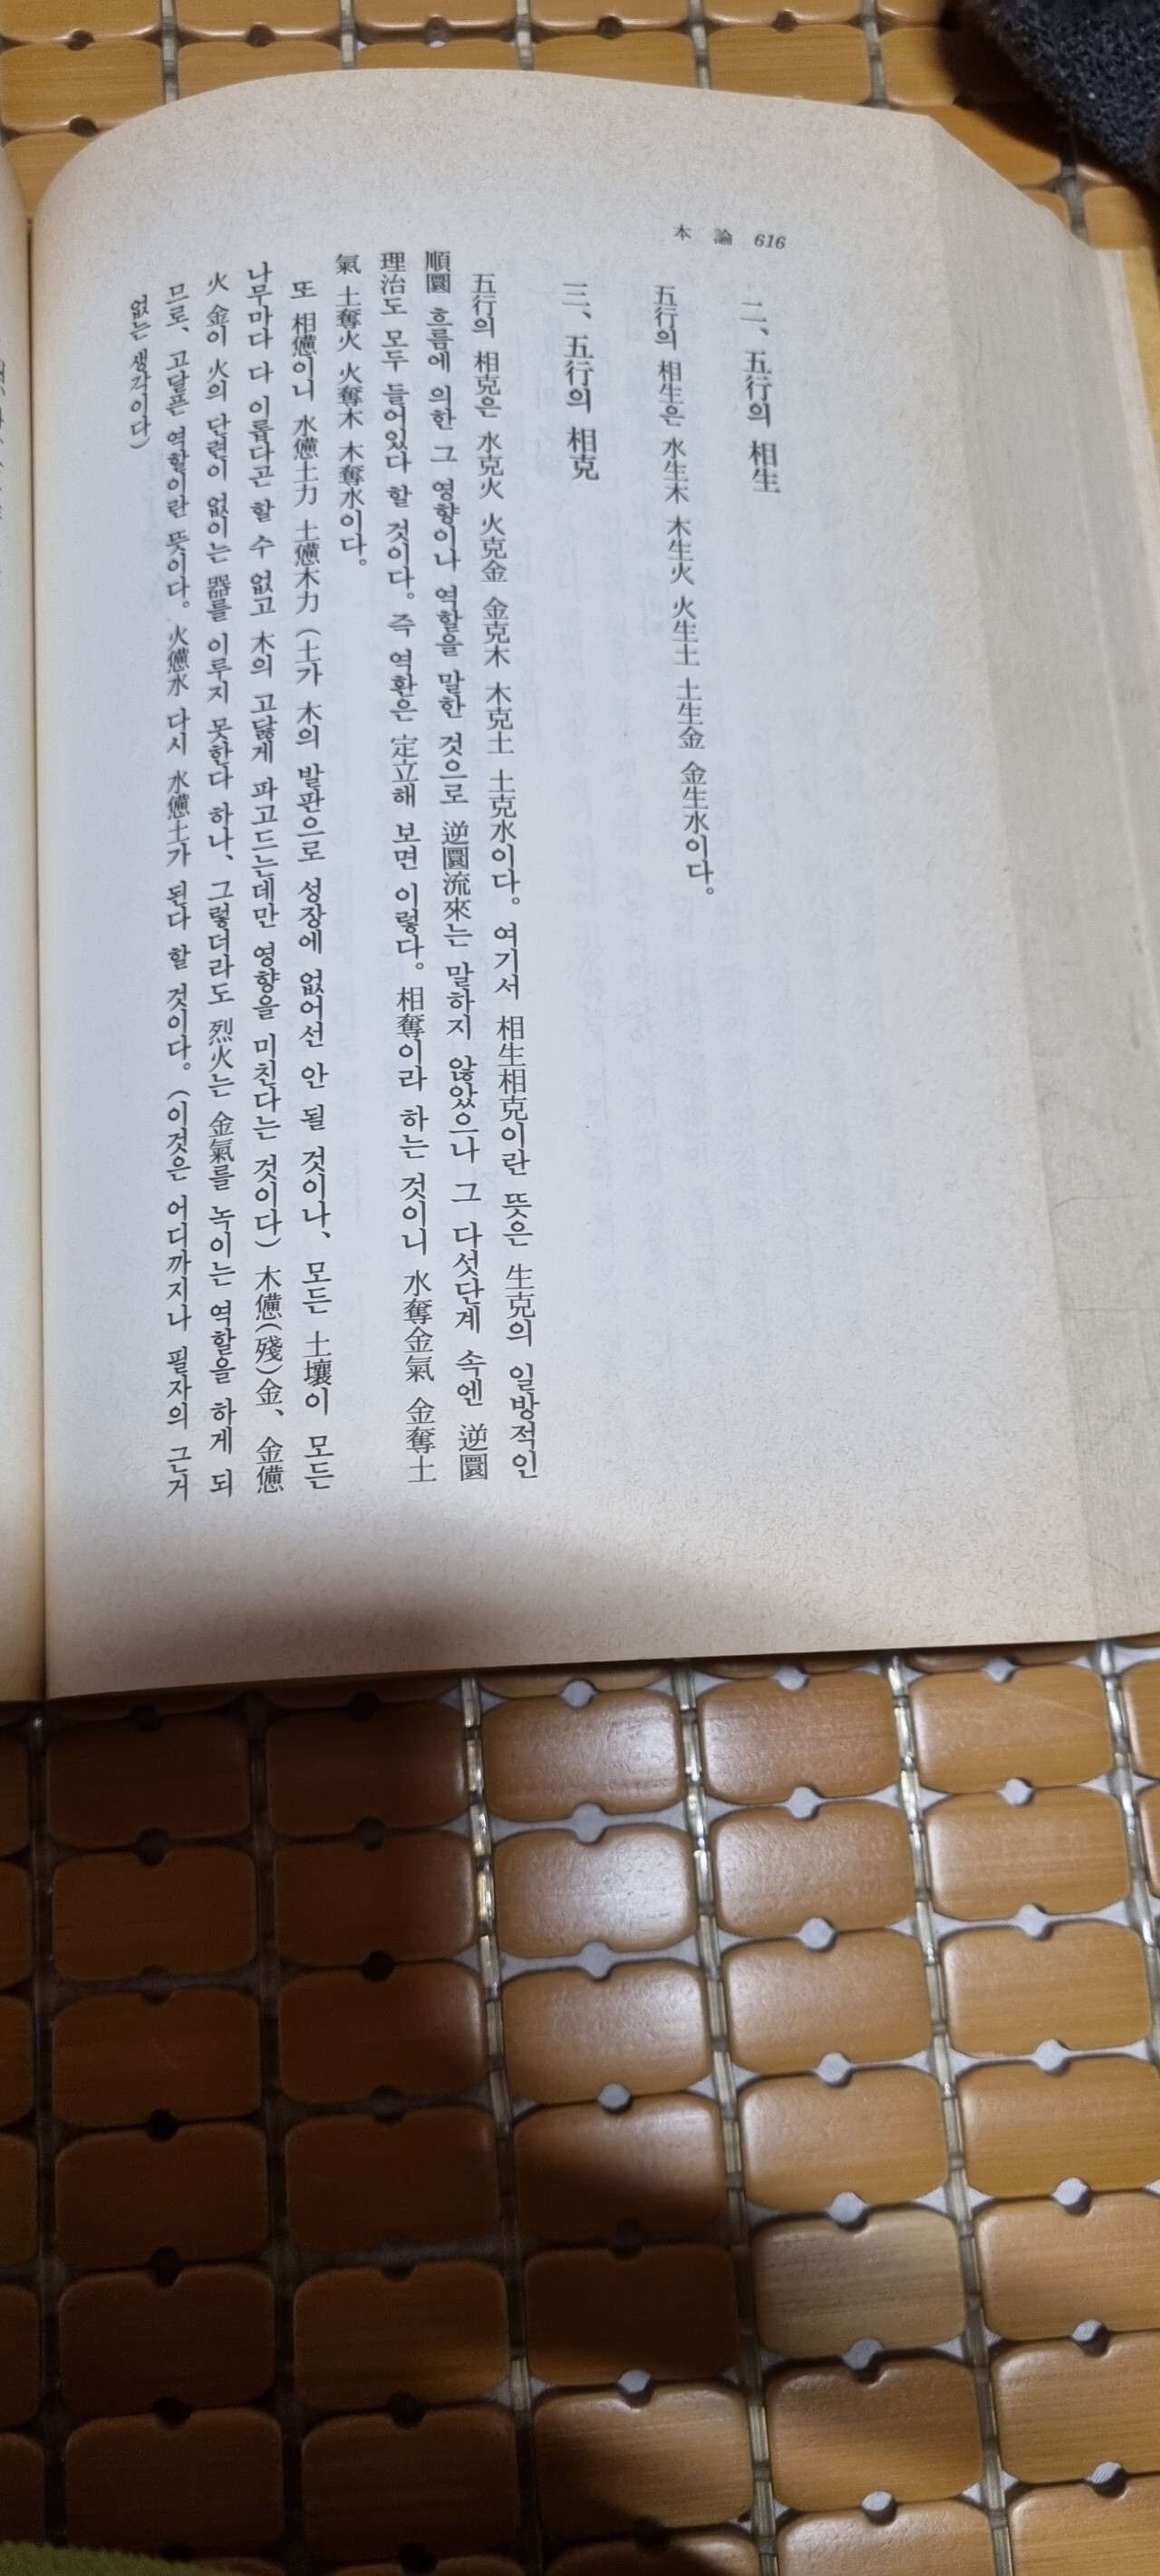 本 論 616
二、五行의 相生
五行의 相生은 水生木 木生火 火生土 土生金 金生水이다。
三、五行의 相克
五行의 相克은 水克火 火克金 金克木 木克土 土克水이다。여기서 相生相克이란 뜻은 生克의 일방적인
順圜 흐름에 의한 그 영향이나 역할을 말한 것으로 逆圜流來는 말하지 않았으나 그 다섯단계 속엔 逆圜
理治도 모두 들어있다 할 것이다。즉 역환은 定立해 보면 이렇다。相奪이라 하는 것이니 水奪金氣 金奪土
氣 土奪火 火奪木 木奪水이다。
또 相憊이니 水憊土力 土憊木力 (土가 木의 발판으로 성장에 없어선 안 될 것이나、모든 土壤이 모든
나무마다 다 이롭다곤 할 수 없고 木의 고닳게 파고드는데만 영향을 미친다는 것이다) 木憊(殘)金、金憊
火 金이 火의 단련이 없이는 器를 이루지 못한다 하나、그렇더라도 烈火는 金氣를 녹이는 역할을 하게 되
므로、고달픈 역할이란 뜻이다。火憊水 다시 水憊土가 된다 할 것이다。(이것은 어디까지나 필자의 근거
없는 생각이다)